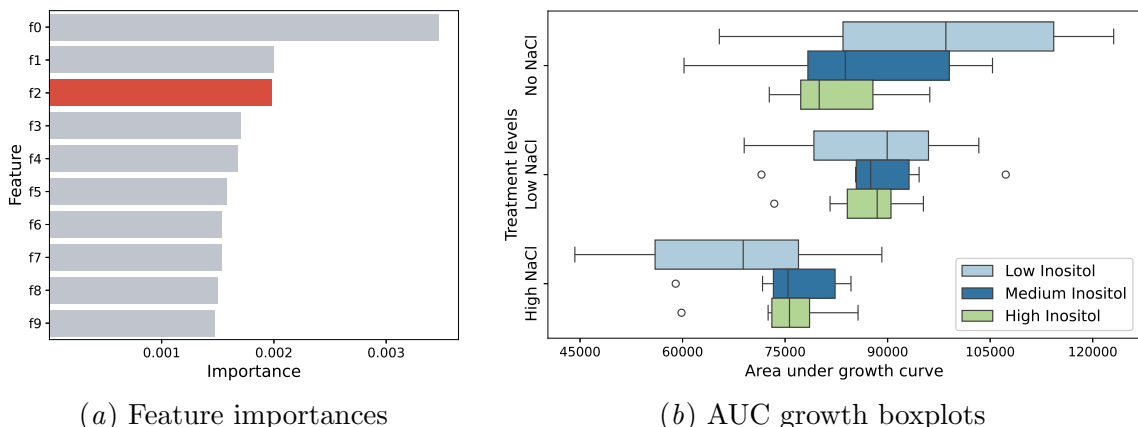 f0
f1
f2
f3
f4
f5
f6
f7
f8
f9
Feature
0.001 0.002 0.003
Importance
(a) Feature importances
No NaCl
Low NaCl
High NaCl
Treatment levels
Low Inositol
Medium Inositol
High Inositol
45000 60000 75000 90000 105000 120000
Area under growth curve
(b) AUC growth boxplots